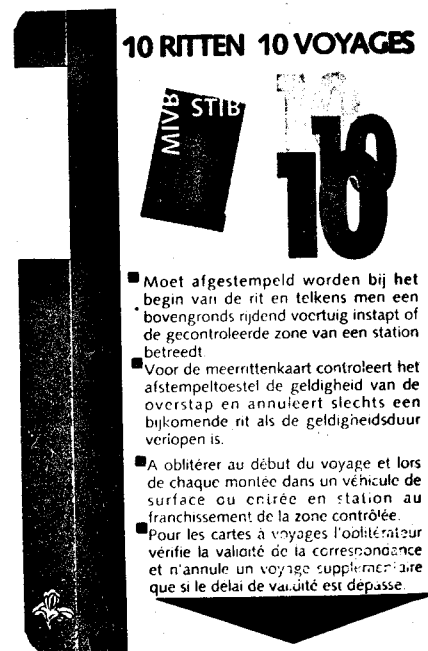 10 RITTEN 10 VOYAGES
MIVB
STIB
10
10
10
Moet afgestempeld worden bij het
begin van de rit en telkens men een
bovengronds rijdend voertuig instapt of
de gecontroleerde zone van een station
betreedt
Voor de meerrittenkaart controleert het
afstempeltoestel de geldigheid van de
overstap en annuleert slechts een
bijkomende rit als de geldigheidsduur
verlopen is.
A oblitérer au début du voyage et lors
de chaque montée dans un véhicule de
surface ou entrée en station au
franchissement de la zone contrôlée.
Pour les cartes à voyages l'oblitérateur
vérifie la validité de la correspondance
et n'annule un voyage supplémentaire
que si le delai de validité est dépassé.